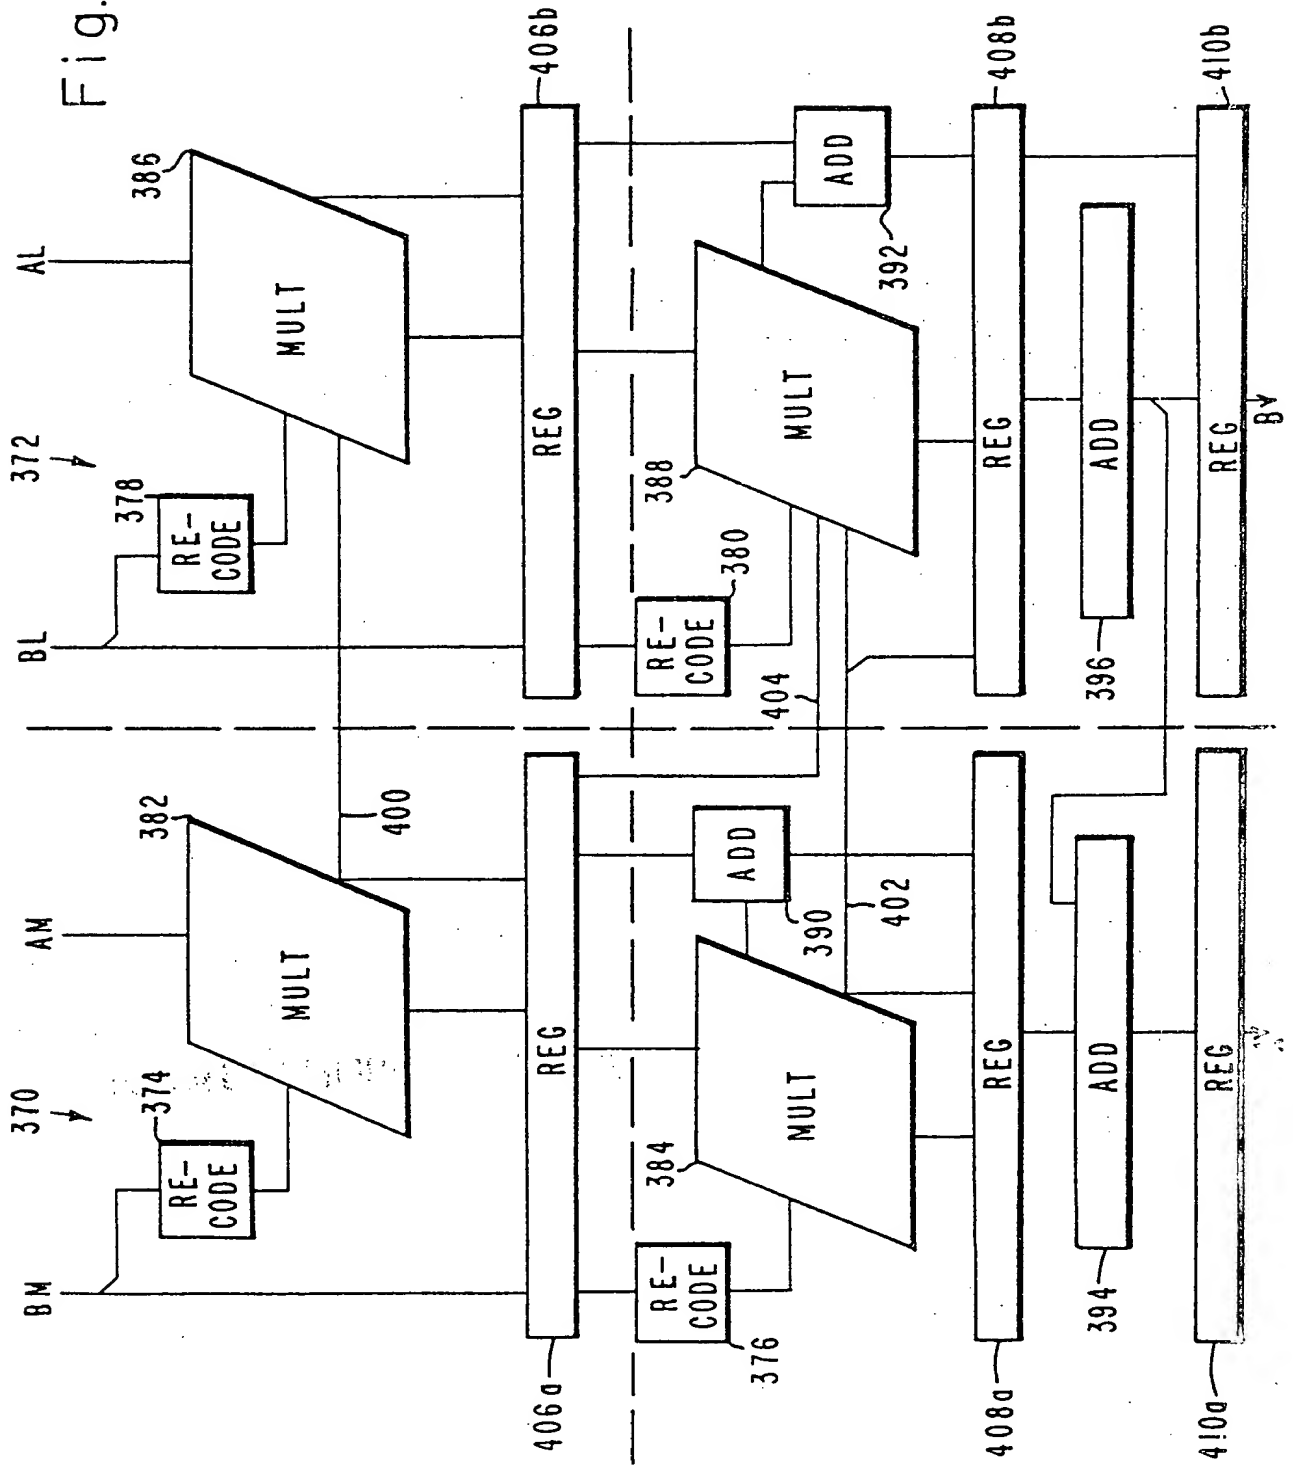 Fig.
370
372
BM
AM
BL
AL
374
RE-
CODE
382
MULT
378
RE-
CODE
386
MULT
400
406a
REG
406b
REG
376
RE-
CODE
384
MULT
390
ADD
402
404
380
RE-
CODE
388
MULT
392
ADD
408a
REG
408b
REG
394
ADD
396
ADD
410a
REG
410b
REG